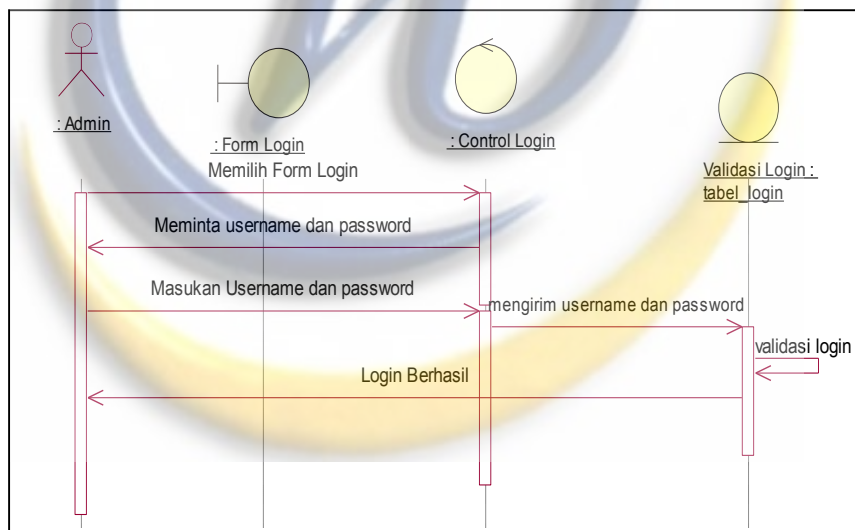 : Admin
: Form Login
: Control Login
Validasi Login :
tabel_login
Memilih Form Login
Meminta username dan password
Masukan Username dan password
mengirim username dan password
validasi login
Login Berhasil